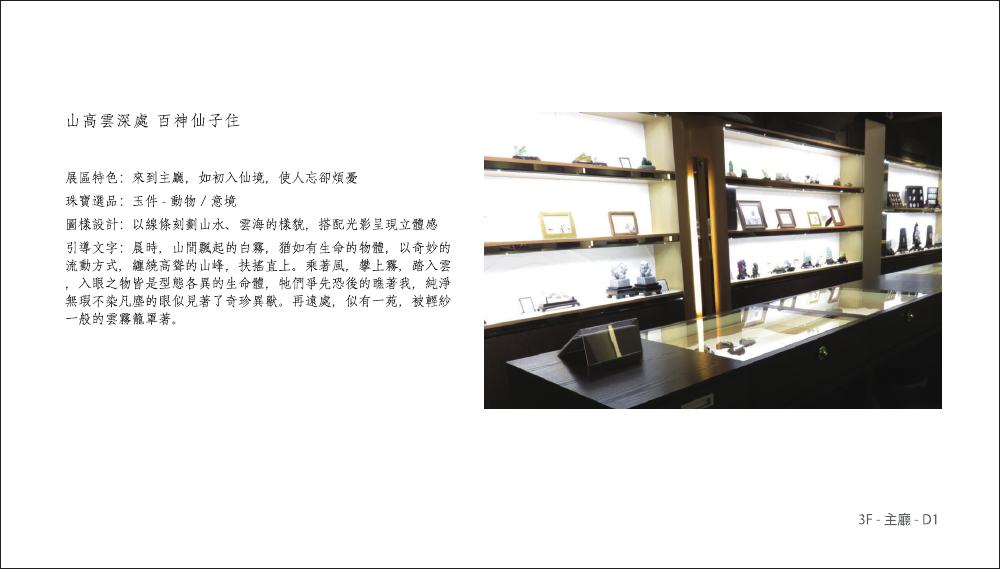 山高雲深處 百神仙子住
展區特色：來到主廳，如初入仙境，使人忘卻煩憂
珠寶選品：玉件 - 動物 / 意境
圖樣設計：以線條刻劃山水、雲海的樣貌，搭配光影呈現立體感
引導文字：晨時，山間飄起的白霧，猶如有生命的物體，以奇妙的
流動方式，纏繞高聳的山峰，扶搖直上。乘著風，攀上霧，踏入雲
，入眼之物皆是型態各異的生命體，牠們爭先恐後的瞧著我，純淨
無瑕不染凡塵的眼似見著了奇珍異獸。再遠處，似有一苑，被輕紗
一般的雲霧籠罩著。
3F - 主廳 - D1